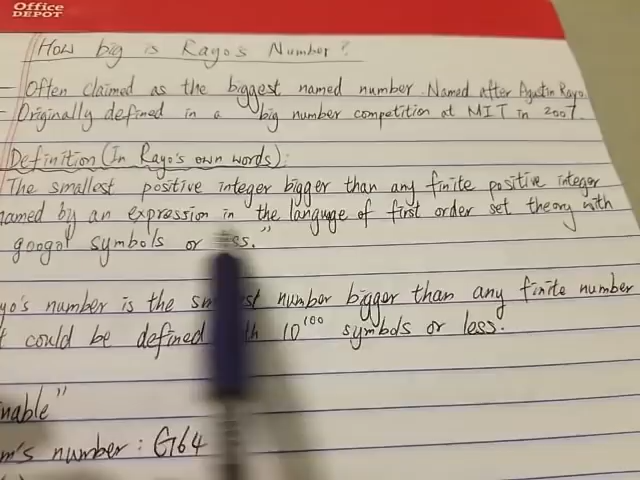 Office
DEPOT
How big is Rayo's Number?
- Often claimed as the biggest named number. Named After Agustin Rayo
- Originally defined in a big number competition at MIT in 2007.
Definition (In Rayo's own words):
The smallest positive integer bigger than any finite positive integer
named by an expression in the language of first order set theory with
googol symbols or less."
yo's number is the number bigger than any finite number
t could be defined 10¹⁰⁰ symbols or less.
nable"
m's number: G64